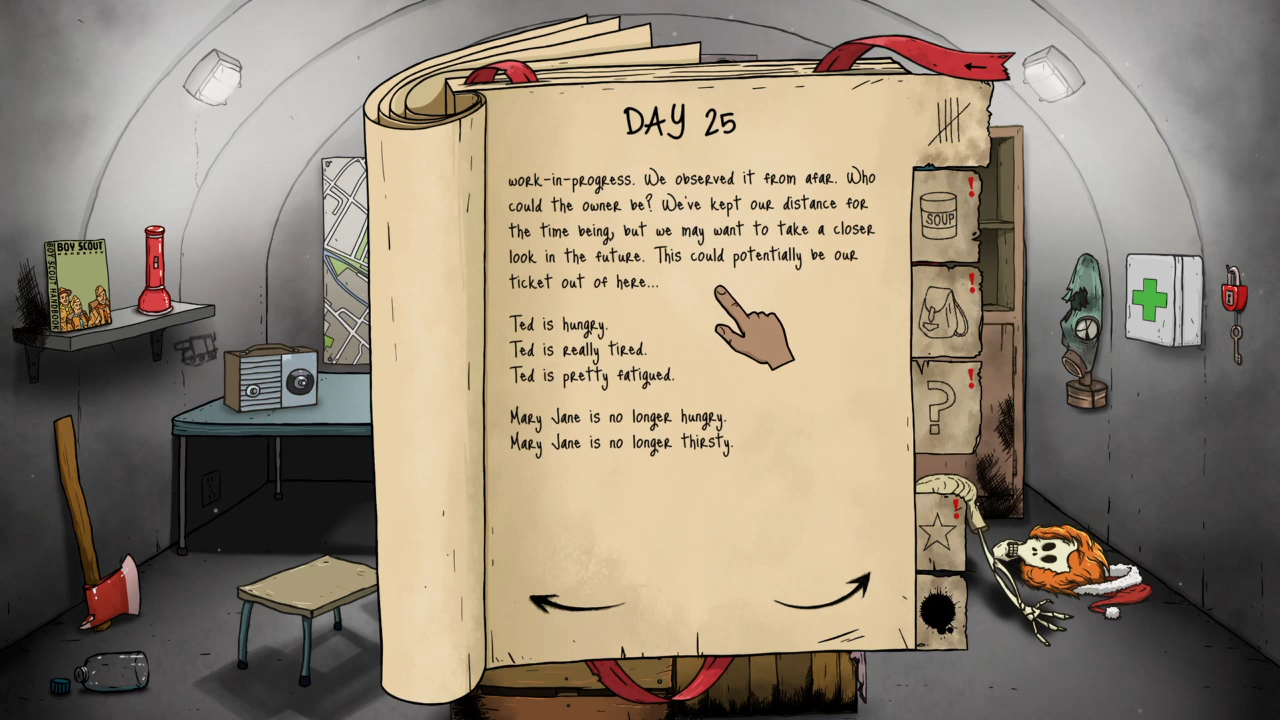 DAY 25
work-in-progress. We observed it from afar. Who
could the owner be? We've kept our distance for
the time being, but we may want to take a closer
look in the future. This could potentially be our
ticket out of here...
Ted is hungry.
Ted is really tired.
Ted is pretty fatigued.
Mary Jane is no longer hungry.
Mary Jane is no longer thirsty.
!
SOUP
!
!
?
!
BOY SCOUT
HANDBOOK
BOY SCOUT HANDBOOK